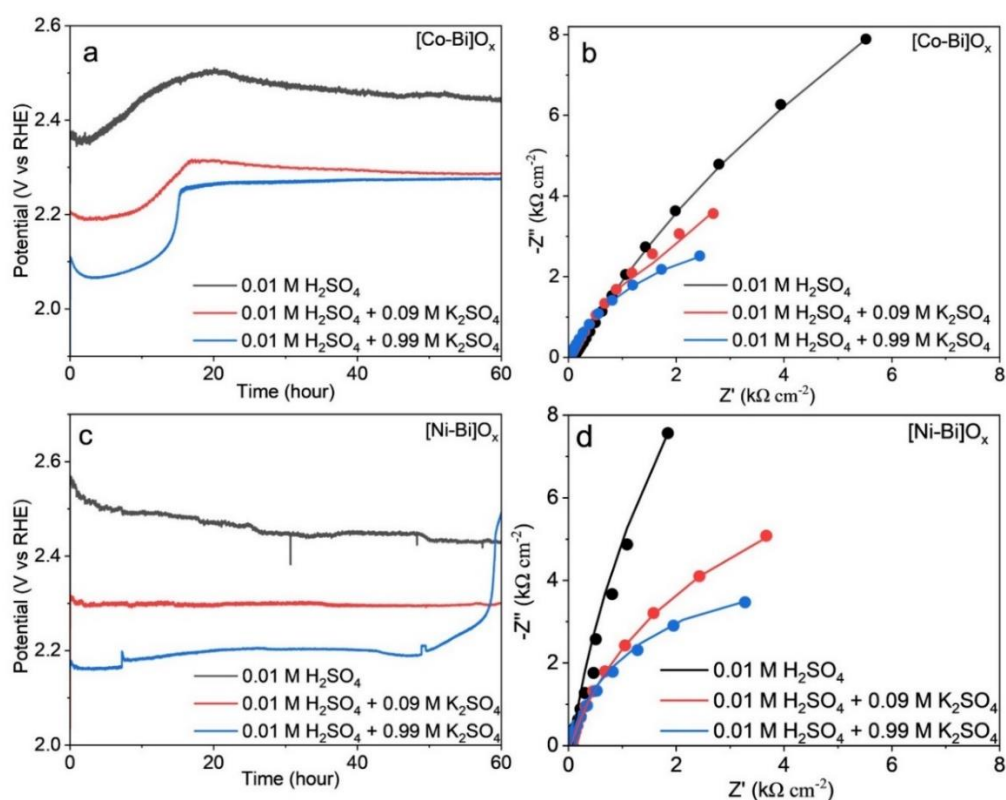 a
[Co-Bi]Oₓ
2.6
2.4
2.2
2.0
Potential (V vs RHE)
0.01 M H₂SO₄
0.01 M H₂SO₄ + 0.09 M K₂SO₄
0.01 M H₂SO₄ + 0.99 M K₂SO₄
0 20 40 60
Time (hour)
b
[Co-Bi]Oₓ
8
6
4
2
0
-Z" (kΩ cm⁻²)
0.01 M H₂SO₄
0.01 M H₂SO₄ + 0.09 M K₂SO₄
0.01 M H₂SO₄ + 0.99 M K₂SO₄
0 2 4 6 8
Z' (kΩ cm⁻²)
c
[Ni-Bi]Oₓ
2.6
2.4
2.2
2.0
Potential (V vs RHE)
0.01 M H₂SO₄
0.01 M H₂SO₄ + 0.09 M K₂SO₄
0.01 M H₂SO₄ + 0.99 M K₂SO₄
0 20 40 60
Time (hour)
d
[Ni-Bi]Oₓ
8
6
4
2
0
-Z" (kΩ cm⁻²)
0.01 M H₂SO₄
0.01 M H₂SO₄ + 0.09 M K₂SO₄
0.01 M H₂SO₄ + 0.99 M K₂SO₄
0 2 4 6 8
Z' (kΩ cm⁻²)